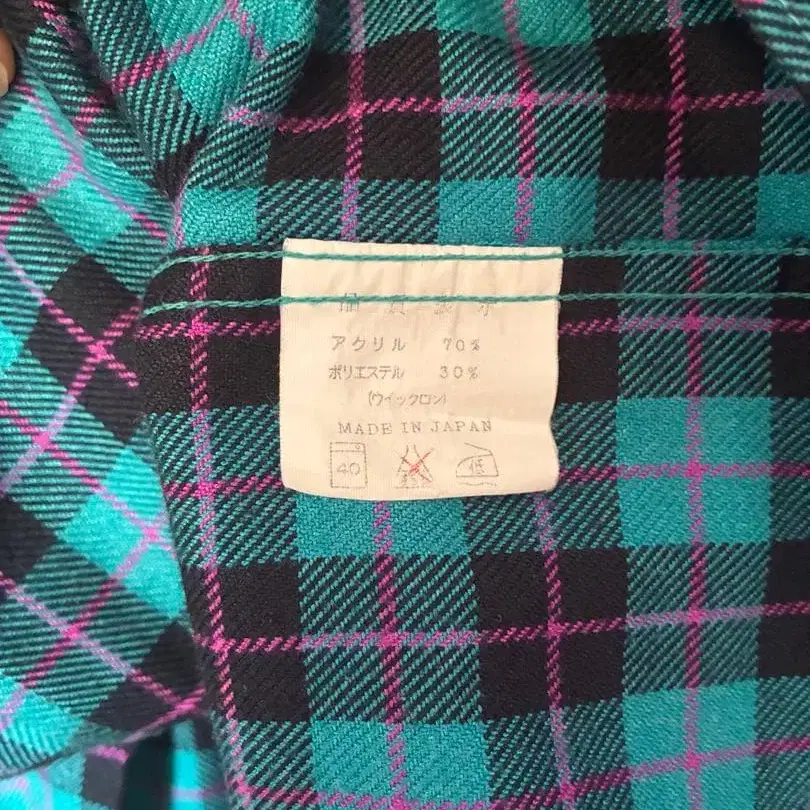 品質表示
アクリル 70%
ポリエステル 30%
(ウイックロン)
MADE IN JAPAN
40 低